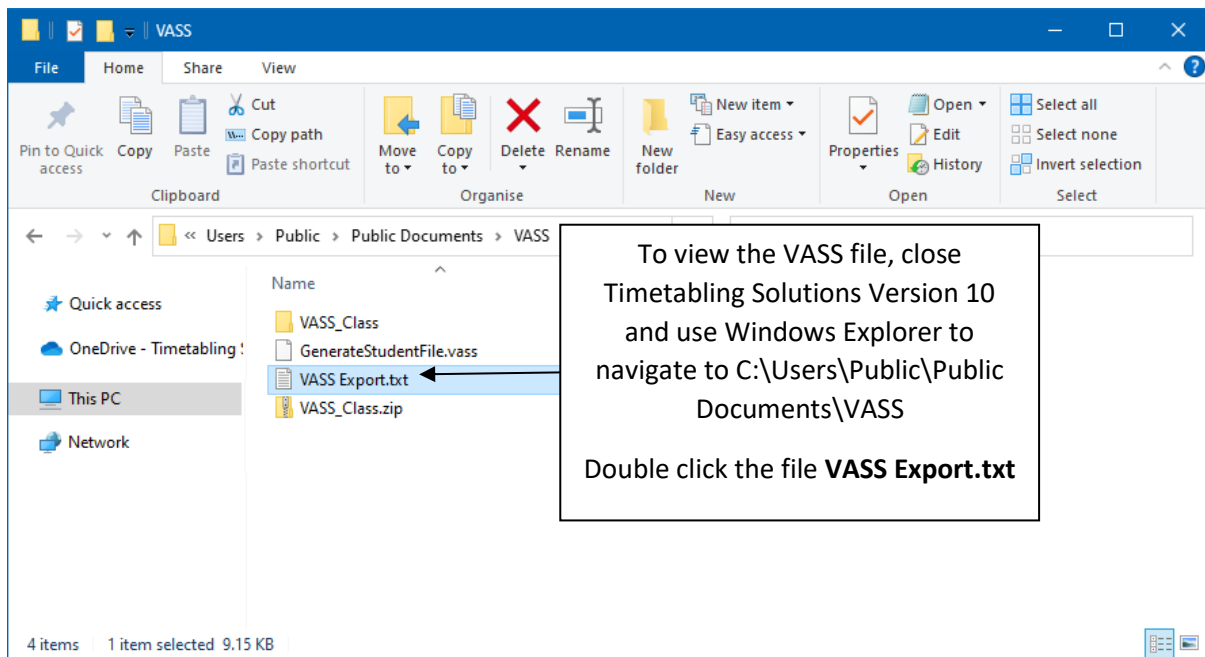 VASS
File Home Share View
Pin to Quick access
Copy
Paste
Cut
Copy path
Paste shortcut
Move to
Copy to
Delete
Rename
New folder
New item
Easy access
Properties
Open
Edit
History
Select all
Select none
Invert selection
Clipboard Organise New Open Select
« Users > Public > Public Documents > VASS
Quick access
OneDrive - Timetabling
This PC
Network
Name
VASS_Class
GenerateStudentFile.vass
VASS Export.txt
VASS_Class.zip
To view the VASS file, close
Timetabling Solutions Version 10
and use Windows Explorer to
navigate to C:\Users\Public\Public
Documents\VASS
Double click the file VASS Export.txt
4 items 1 item selected 9.15 KB